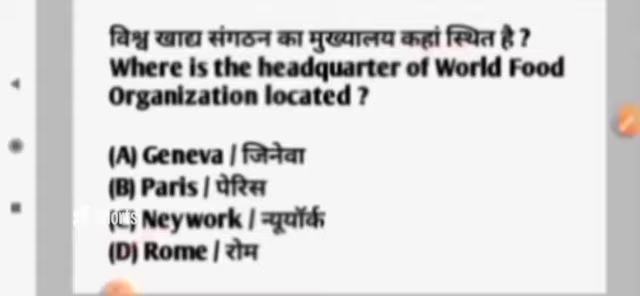 विश्व खाद्य संगठन का मुख्यालय कहां स्थित है ?
Where is the headquarter of World Food
Organization located ?
(A) Geneva / जिनेवा
(B) Paris / पेरिस
(C) Neywork / न्यूयॉर्क
(D) Rome / रोम